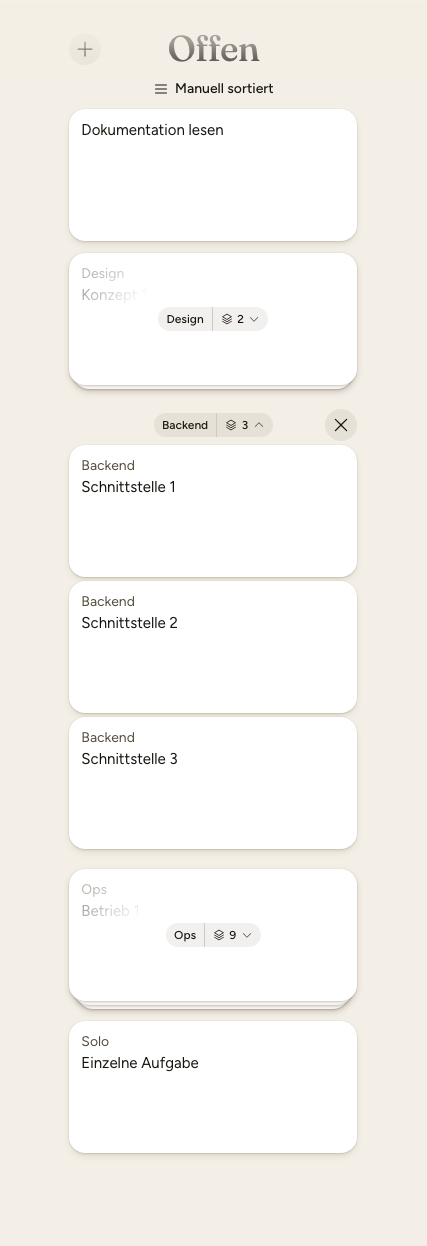 Offen
Manuell sortiert
Dokumentation lesen
Design
Konzept 1
Design 2
Backend 3
Backend
Schnittstelle 1
Backend
Schnittstelle 2
Backend
Schnittstelle 3
Ops
Betrieb 1
Ops 9
Solo
Einzelne Aufgabe